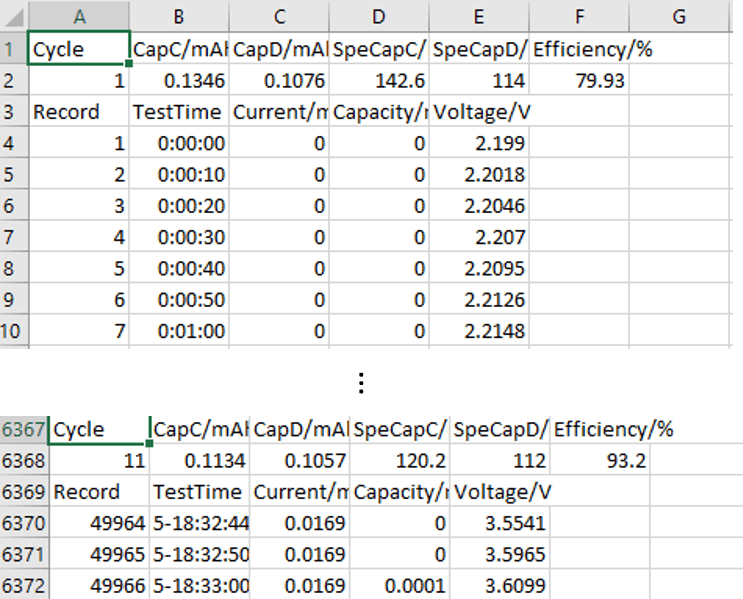 A B C D E F G
1 Cycle CapC/mAh CapD/mAl SpeCapC/ SpeCapD/ Efficiency/%
2 1 0.1346 0.1076 142.6 114 79.93
3 Record TestTime Current/m Capacity/ Voltage/V
4 1 0:00:00 0 0 2.199
5 2 0:00:10 0 0 2.2018
6 3 0:00:20 0 0 2.2046
7 4 0:00:30 0 0 2.207
8 5 0:00:40 0 0 2.2095
9 6 0:00:50 0 0 2.2126
10 7 0:01:00 0 0 2.2148
⋮
6367 Cycle CapC/mAh CapD/mAl SpeCapC/ SpeCapD/ Efficiency/%
6368 11 0.1134 0.1057 120.2 112 93.2
6369 Record TestTime Current/m Capacity/ Voltage/V
6370 49964 5-18:32:44 0.0169 0 3.5541
6371 49965 5-18:32:50 0.0169 0 3.5965
6372 49966 5-18:33:00 0.0169 0.0001 3.6099